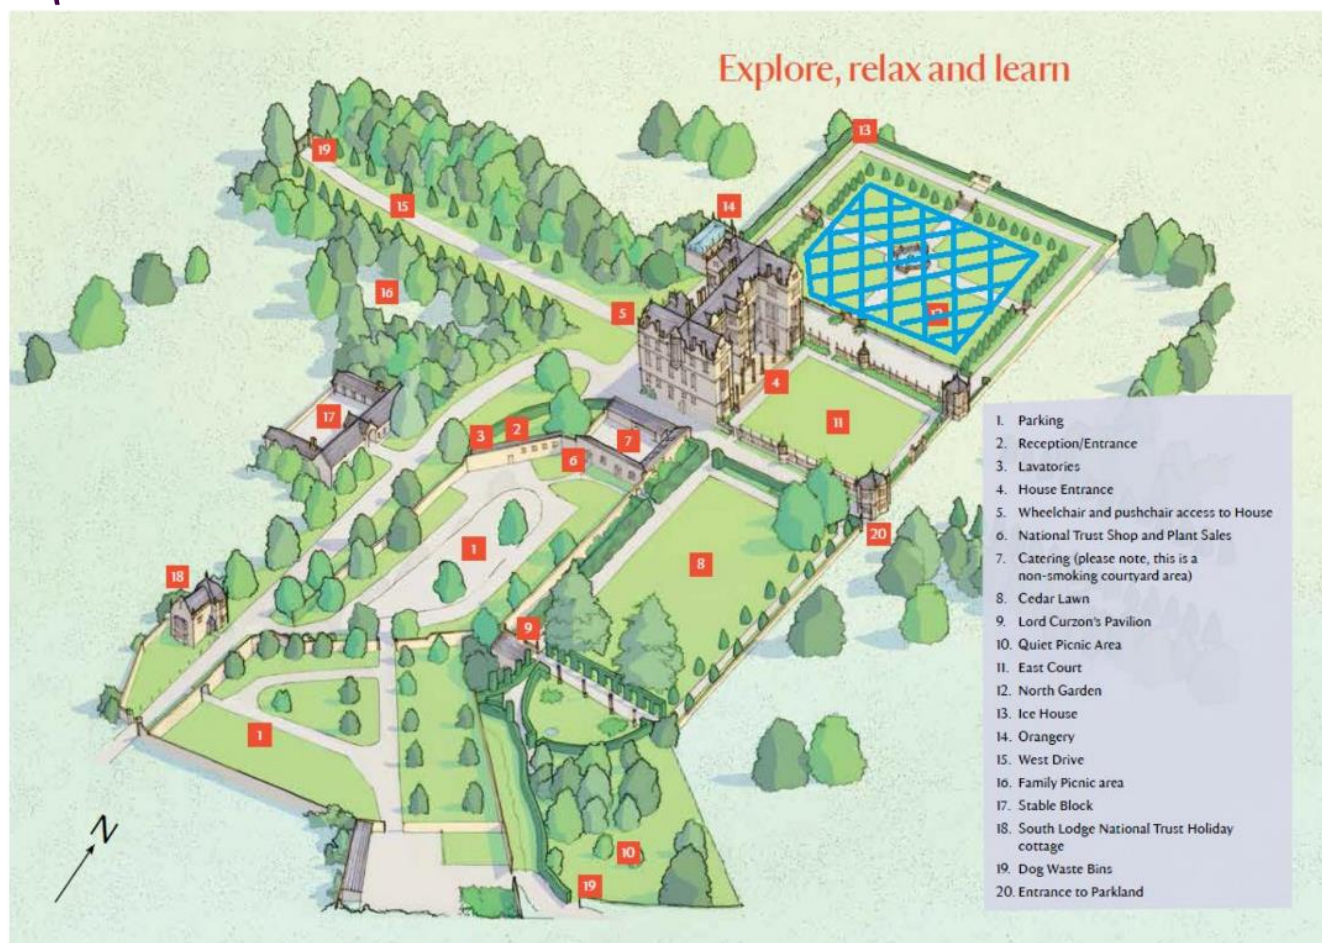 Explore, relax and learn
13
19
15
14
12
16
5
4
17
3
2
7
11
6
1
8
20
18
9
1
10
19
N
1. Parking
2. Reception/Entrance
3. Lavatories
4. House Entrance
5. Wheelchair and pushchair access to House
6. National Trust Shop and Plant Sales
7. Catering (please note, this is a
non-smoking courtyard area)
8. Cedar Lawn
9. Lord Curzon's Pavilion
10. Quiet Picnic Area
11. East Court
12. North Garden
13. Ice House
14. Orangery
15. West Drive
16. Family Picnic area
17. Stable Block
18. South Lodge National Trust Holiday
cottage
19. Dog Waste Bins
20. Entrance to Parkland